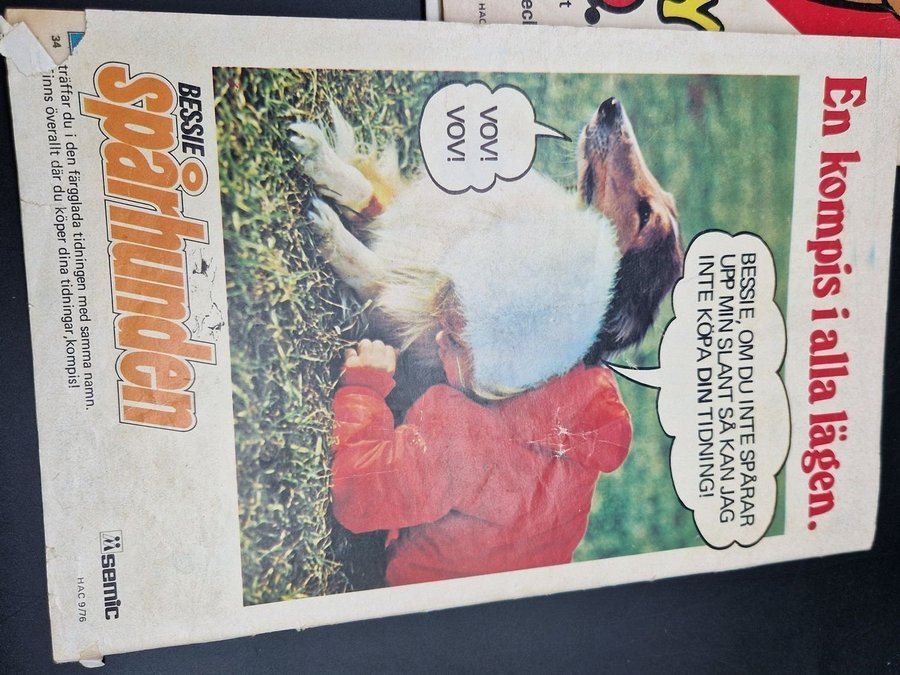 En kompis i alla lägen.
BESSIE, OM DU INTE SPÅRAR
UPP MIN SLANT SÅ KAN JAG
INTE KÖPA DIN TIDNING!
VOV!
VOV!
BESSIE
spårhunden
träffar du i den färgglada tidningen med samma namn.
inns överallt där du köper dina tidningar, kompis!
34
semic
HAC 9/76
HAC